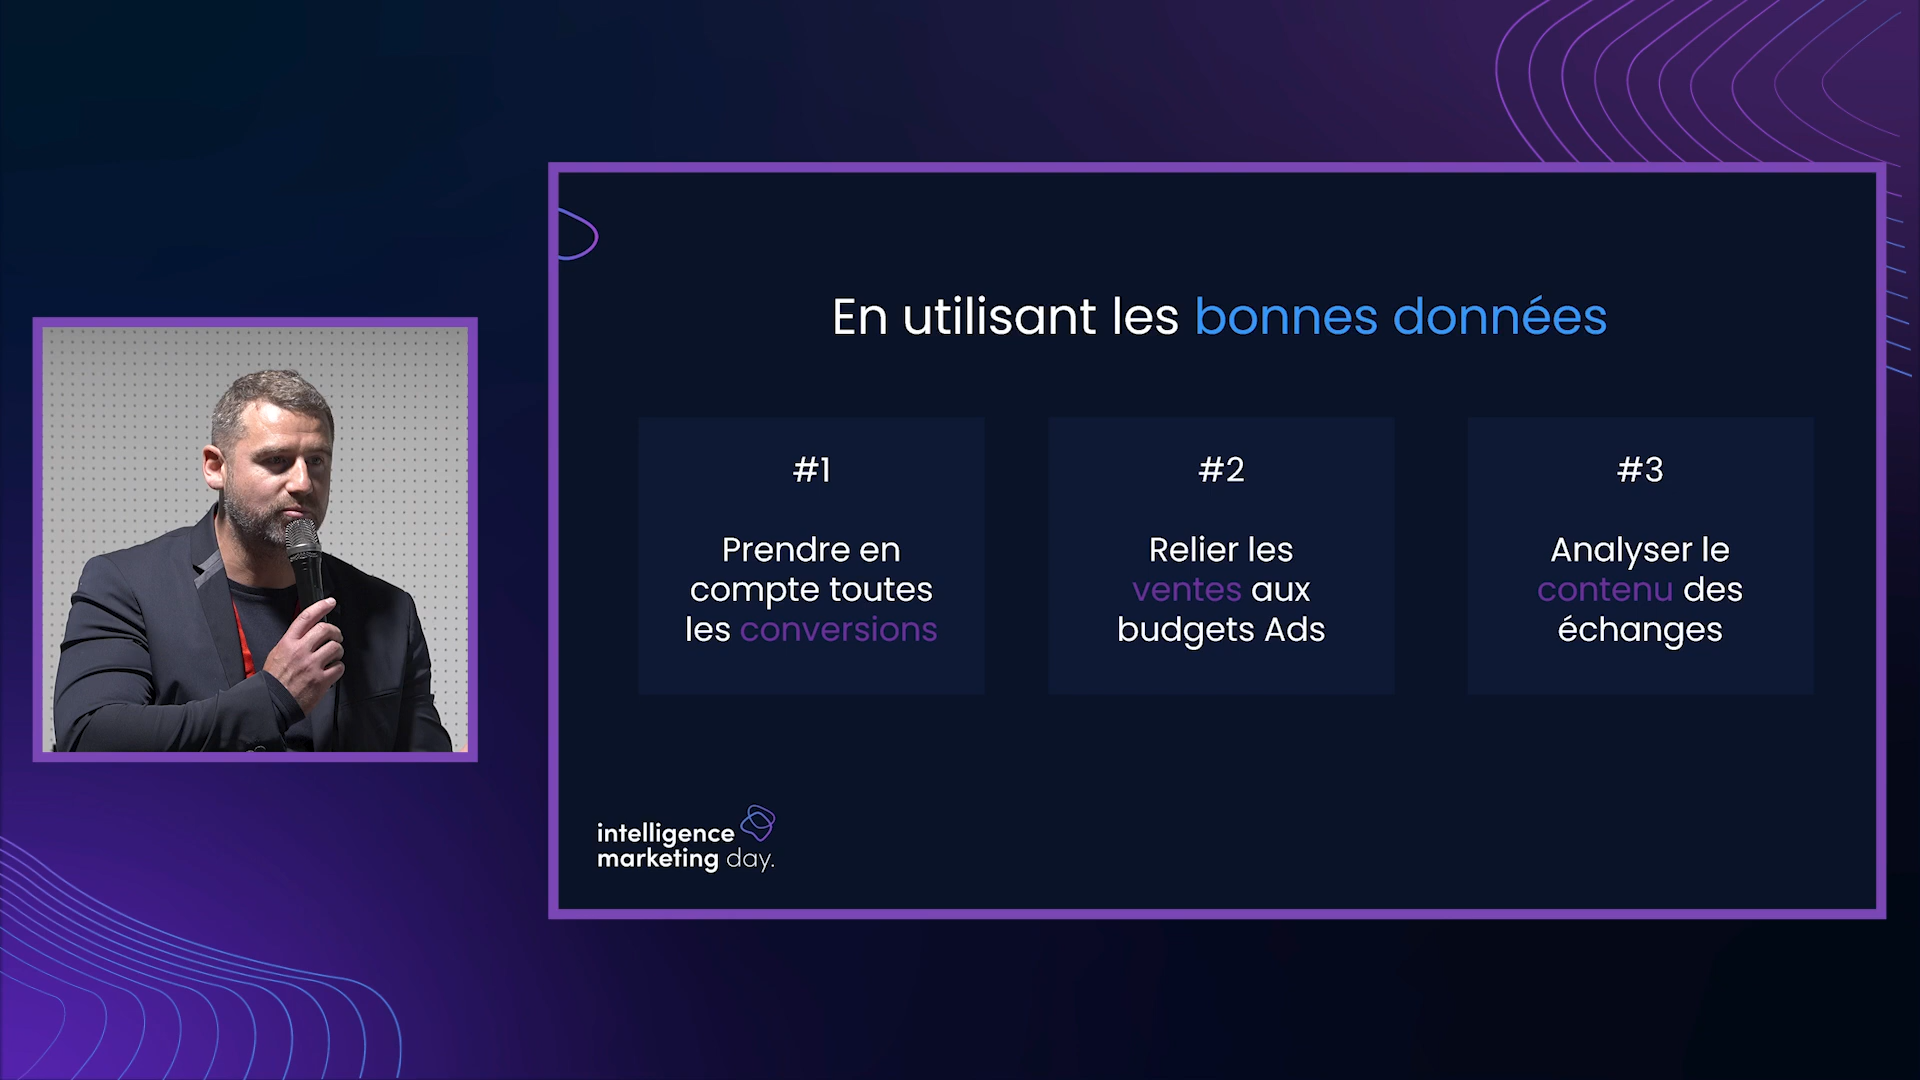 En utilisant les bonnes données
#1
Prendre en
compte toutes
les conversions
#2
Relier les
ventes aux
budgets Ads
#3
Analyser le
contenu des
échanges
intelligence
marketing day.